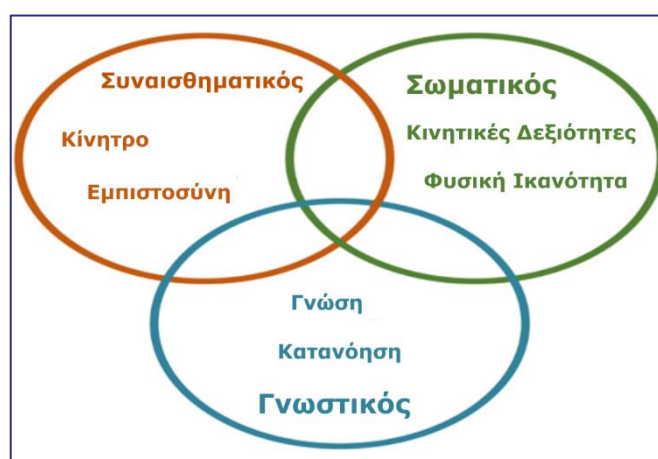 Συναισθηματικός
Κίνητρο
Εμπιστοσύνη
Σωματικός
Κινητικές Δεξιότητες
Φυσική Ικανότητα
Γνώση
Κατανόηση
Γνωστικός